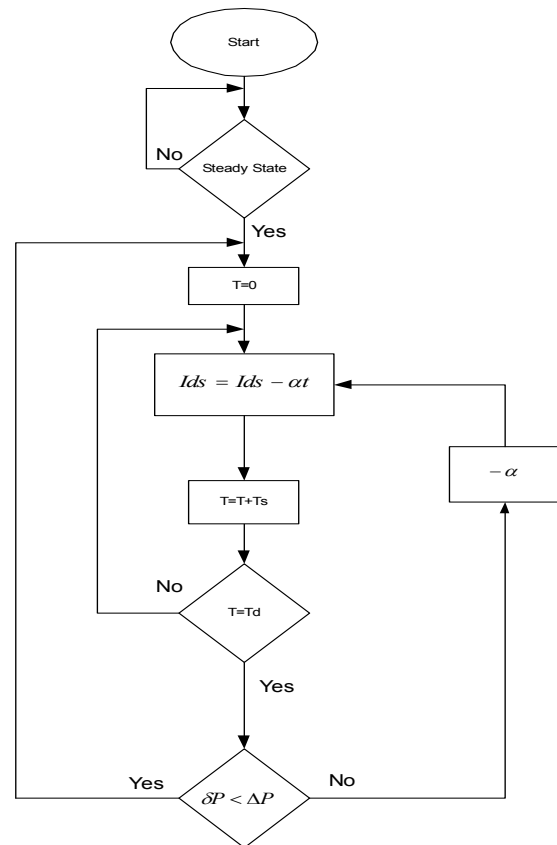 Start
No
Steady State
Yes
T=0
Ids = Ids − αt
− α
T=T+Ts
No
T=Td
Yes
Yes
δP < ΔP
No